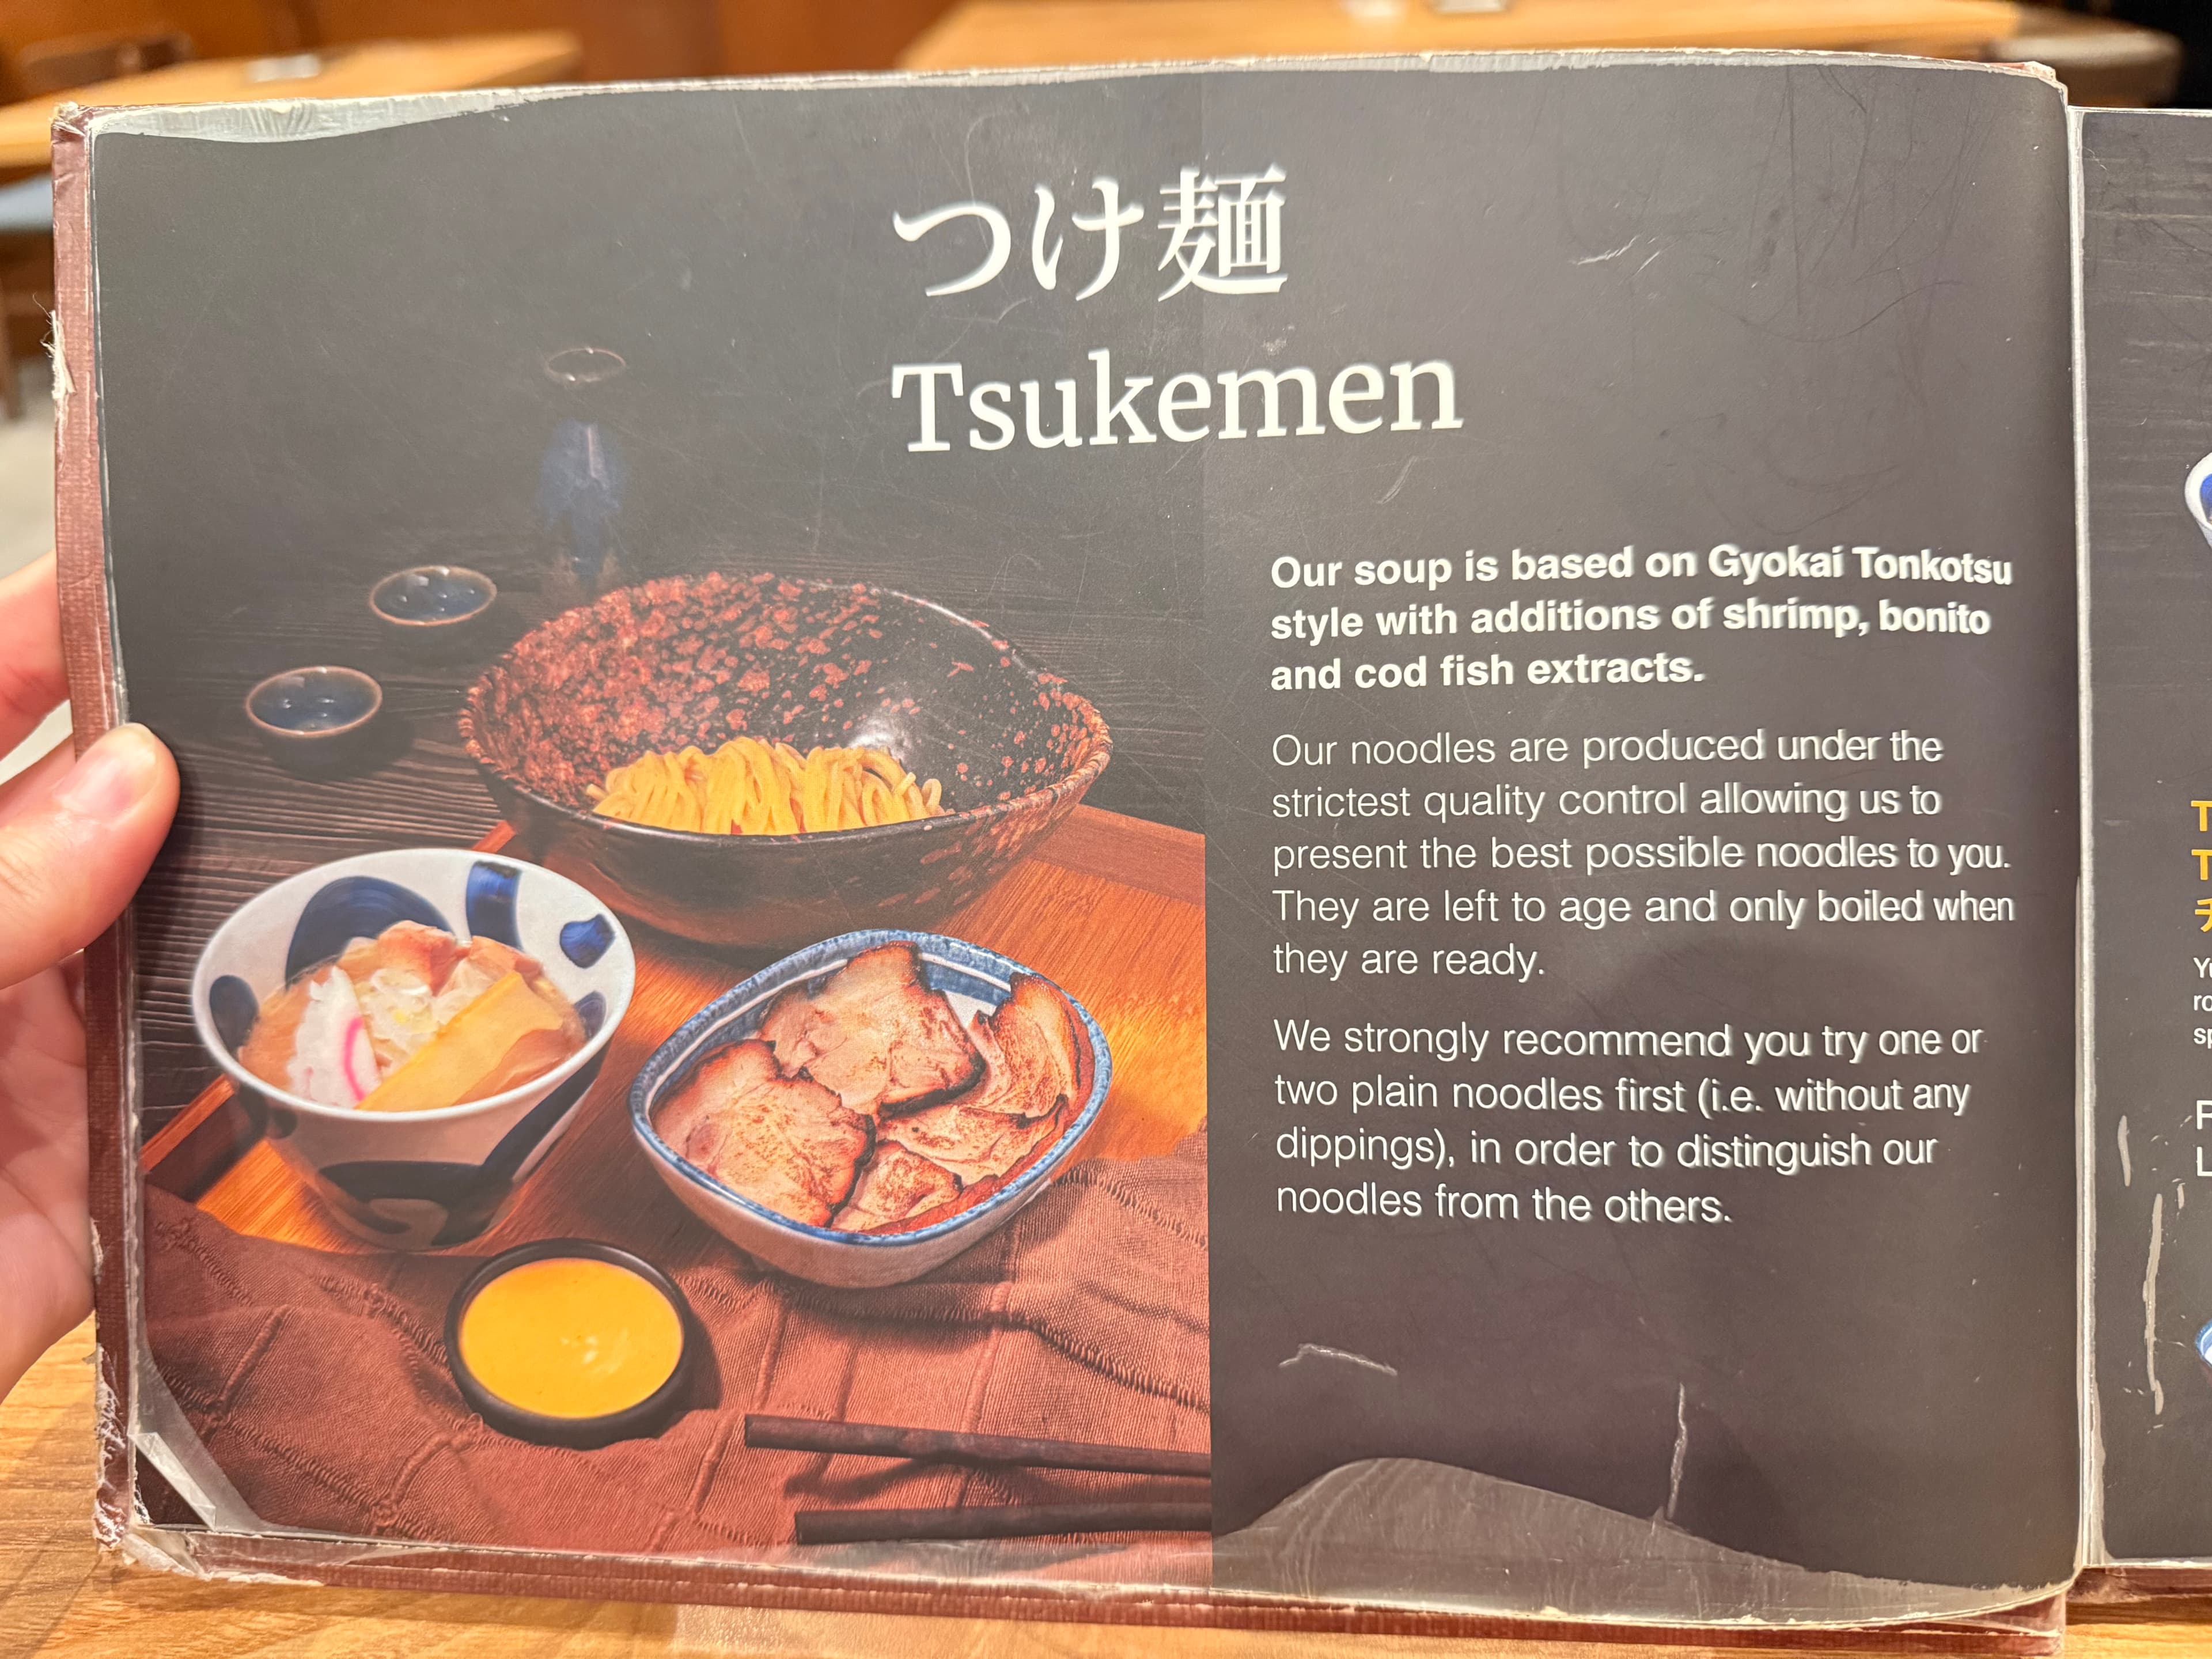 つけ麺
Tsukemen
Our soup is based on Gyokai Tonkotsu
style with additions of shrimp, bonito
and cod fish extracts.
Our noodles are produced under the
strictest quality control allowing us to
present the best possible noodles to you.
They are left to age and only boiled when
they are ready.
We strongly recommend you try one or
two plain noodles first (i.e. without any
dippings), in order to distinguish our
noodles from the others.